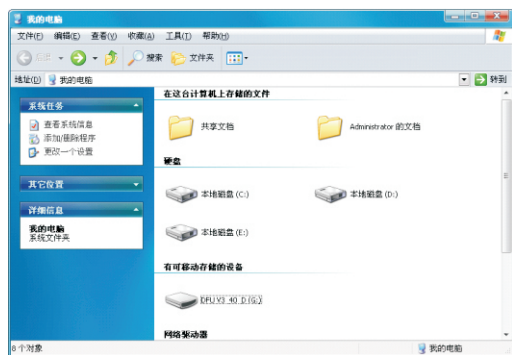 我的电脑
文件(F) 编辑(E) 查看(V) 收藏(A) 工具(T) 帮助(H)
搜索 文件夹
地址(D) 我的电脑 转到
系统任务
查看系统信息
添加/删除程序
更改一个设置
其它位置
详细信息
我的电脑
系统文件夹
在这台计算机上存储的文件
共享文档 Administrator 的文档
硬盘
本地磁盘 (C:) 本地磁盘 (D:)
本地磁盘 (E:)
有可移动存储的设备
DFU V3_40_D (G:)
网络驱动器
8 个对象 我的电脑